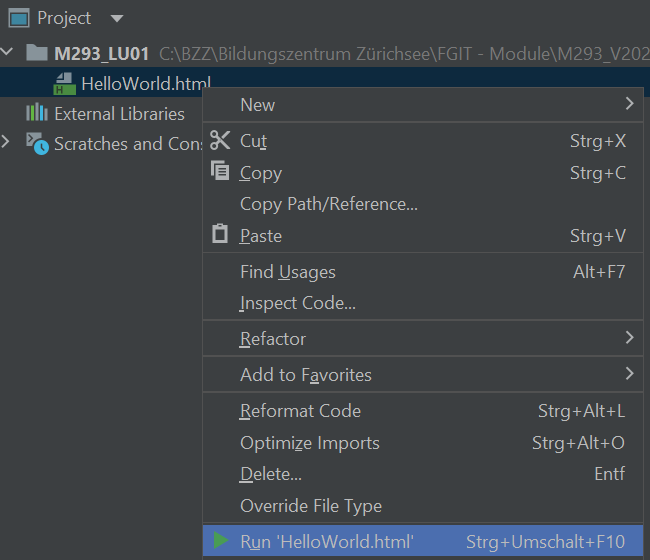 Project
M293_LU01 C:\BZZ\Bildungszentrum Zürichsee\FGIT - Module\M293_V202
HelloWorld.html
External Libraries
Scratches and Con
New
Cut Strg+X
Copy Strg+C
Copy Path/Reference...
Paste Strg+V
Find Usages Alt+F7
Inspect Code...
Refactor
Add to Favorites
Reformat Code Strg+Alt+L
Optimize Imports Strg+Alt+O
Delete... Entf
Override File Type
Run 'HelloWorld.html' Strg+Umschalt+F10